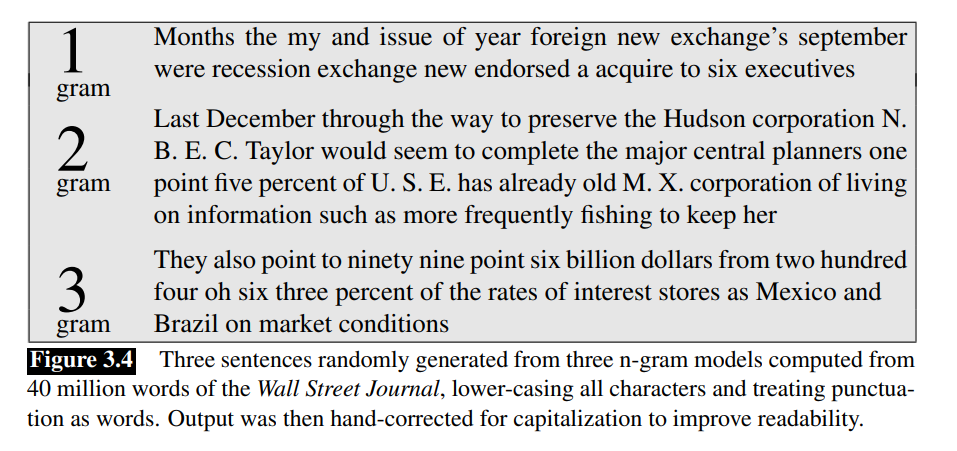 1
gram
Months the my and issue of year foreign new exchange’s september
were recession exchange new endorsed a acquire to six executives
2
gram
Last December through the way to preserve the Hudson corporation N.
B. E. C. Taylor would seem to complete the major central planners one
point five percent of U. S. E. has already old M. X. corporation of living
on information such as more frequently fishing to keep her
3
gram
They also point to ninety nine point six billion dollars from two hundred
four oh six three percent of the rates of interest stores as Mexico and
Brazil on market conditions
Figure 3.4 Three sentences randomly generated from three n-gram models computed from
40 million words of the Wall Street Journal, lower-casing all characters and treating punctua-
tion as words. Output was then hand-corrected for capitalization to improve readability.